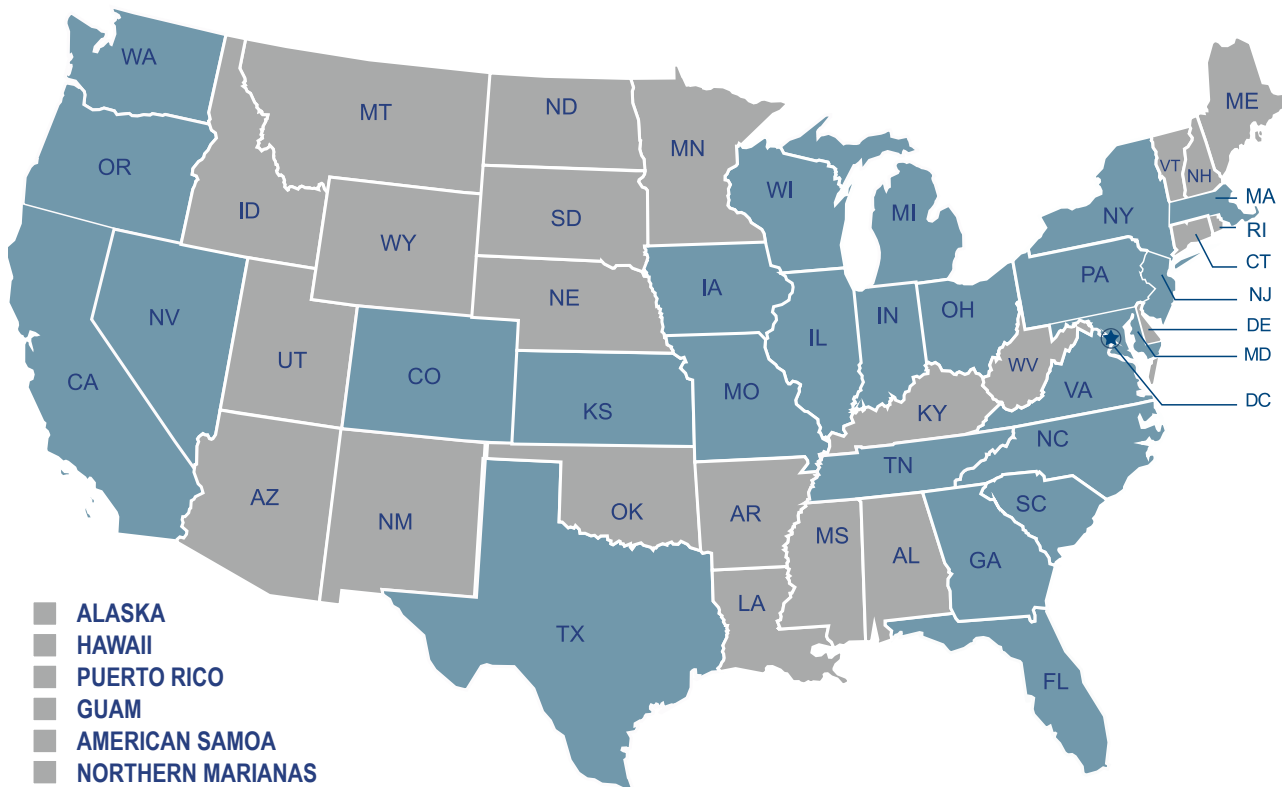 WA
MT
ND
MN
ME
VT
NH
OR
ID
WY
SD
WI
MI
NY
MA
RI
CT
NJ
DE
MD
DC
NV
UT
NE
IA
IL
IN
OH
PA
CA
CO
KS
MO
KY
WV
VA
AZ
NM
OK
AR
TN
NC
SC
MS
AL
GA
LA
TX
FL
ALASKA
HAWAII
PUERTO RICO
GUAM
AMERICAN SAMOA
NORTHERN MARIANAS